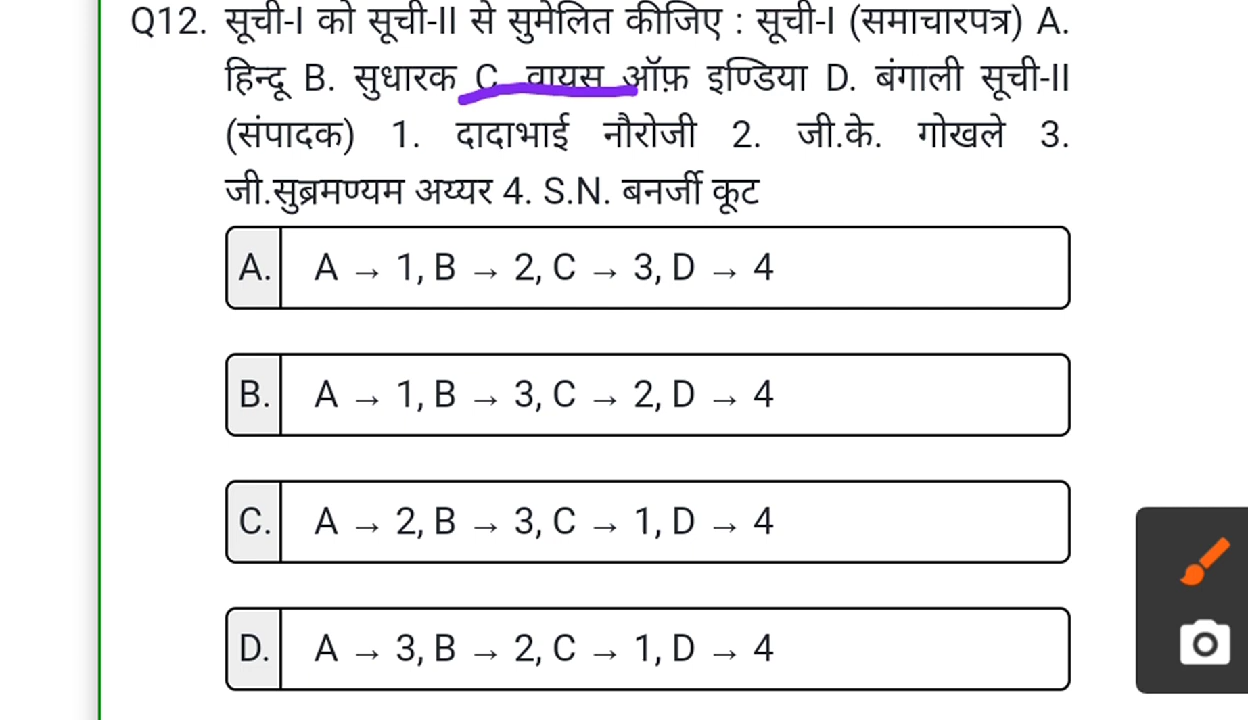 Q12. सूची-I को सूची-II से सुमेलित कीजिए : सूची-I (समाचारपत्र) A.
हिन्दू B. सुधारक C. वायस ऑफ़ इण्डिया D. बंगाली सूची-II
(संपादक) 1. दादाभाई नौरोजी 2. जी.के. गोखले 3.
जी.सुब्रमण्यम अय्यर 4. S.N. बनर्जी कूट
A. A → 1, B → 2, C → 3, D → 4
B. A → 1, B → 3, C → 2, D → 4
C. A → 2, B → 3, C → 1, D → 4
D. A → 3, B → 2, C → 1, D → 4